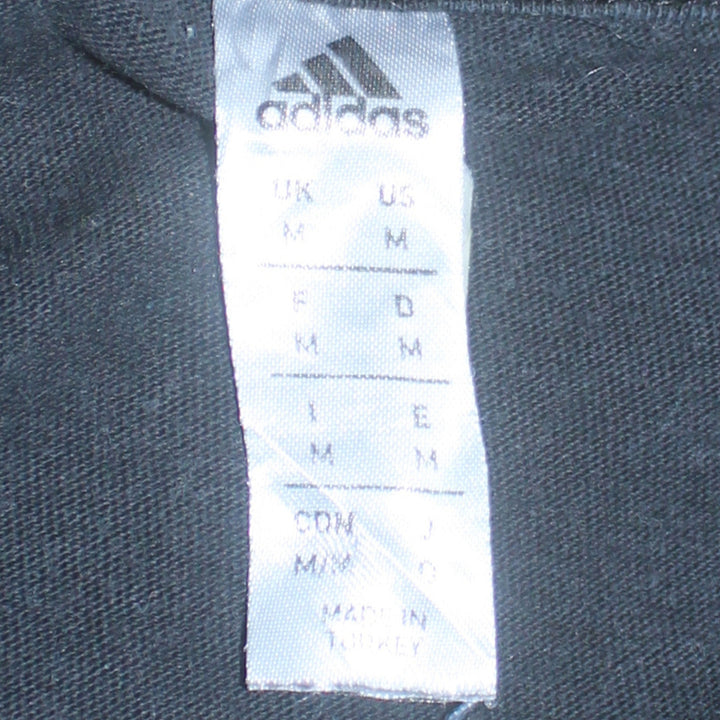 adidas
UK US
M M
F D
M M
I E
M M
CDN J
M/M O
MADE IN
TURKEY